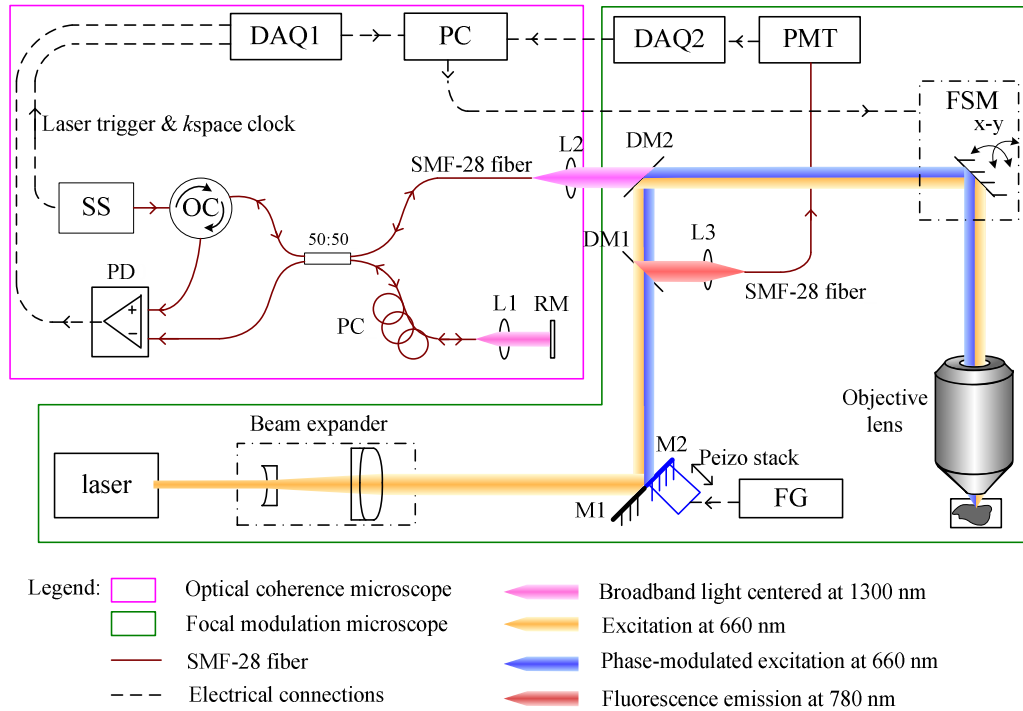 DAQ1
PC
DAQ2
PMT
FSM
x-y
Laser trigger & kspace clock
L2
DM2
SMF-28 fiber
SS
OC
50:50
DM1
L3
SMF-28 fiber
PD
+
−
PC
L1
RM
Objective
lens
Beam expander
laser
M2
Peizo stack
M1
FG
Legend:
Optical coherence microscope
Focal modulation microscope
SMF-28 fiber
Electrical connections
Broadband light centered at 1300 nm
Excitation at 660 nm
Phase-modulated excitation at 660 nm
Fluorescence emission at 780 nm